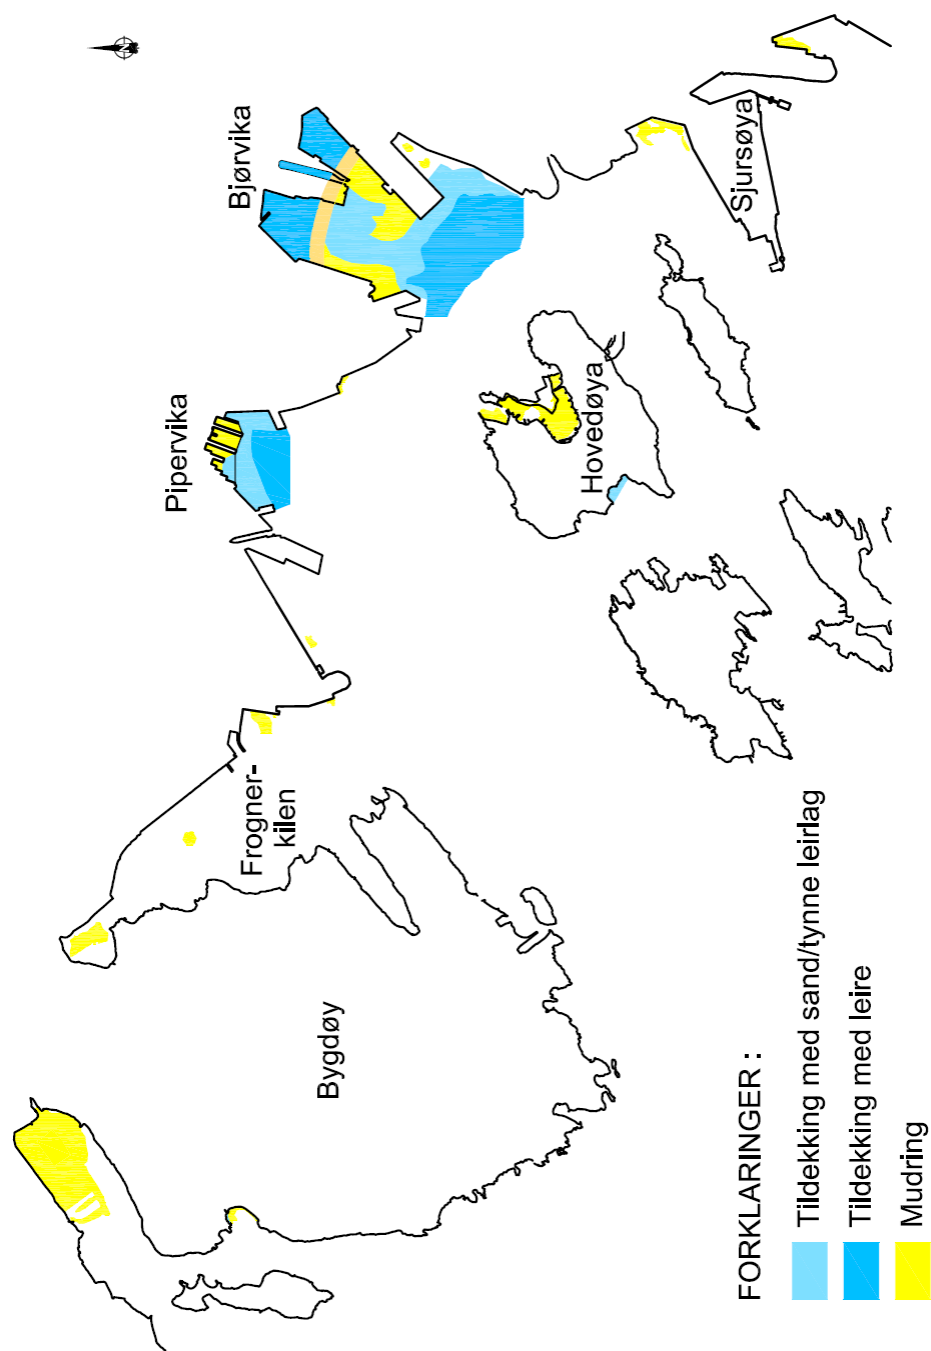 N
Bjørvika
Pipervika
Sjursøya
Hovedøya
Frogner-
kilen
Bygdøy
FORKLARINGER :
Tildekking med sand/tynne leirlag
Tildekking med leire
Mudring